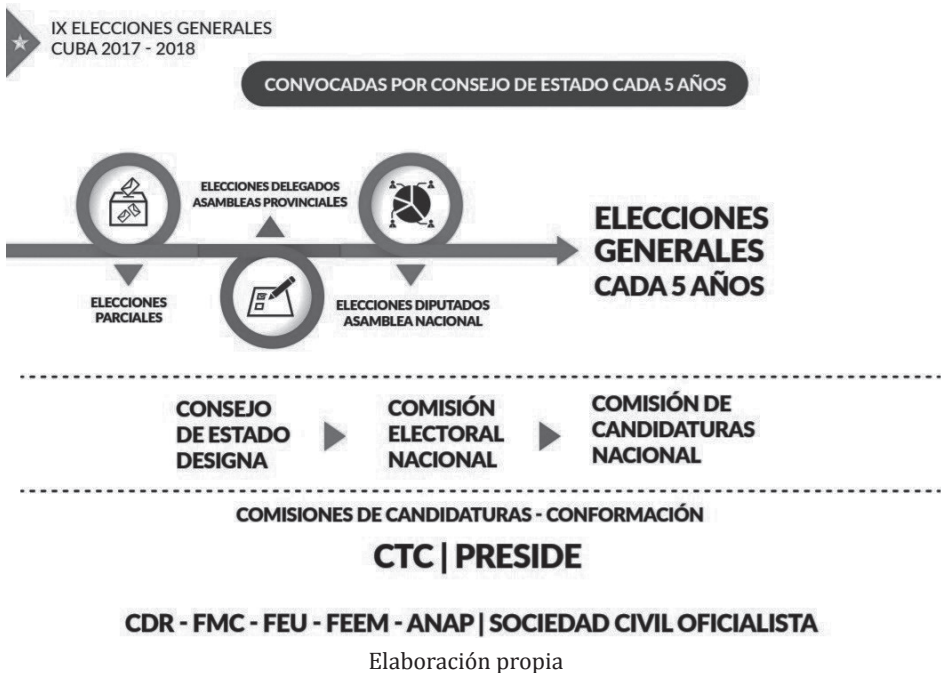 IX ELECCIONES GENERALES
CUBA 2017 - 2018
CONVOCADAS POR CONSEJO DE ESTADO CADA 5 AÑOS
ELECCIONES DELEGADOS
ASAMBLEAS PROVINCIALES
ELECCIONES
PARCIALES
ELECCIONES DIPUTADOS
ASAMBLEA NACIONAL
ELECCIONES
GENERALES
CADA 5 AÑOS
CONSEJO
DE ESTADO
DESIGNA
COMISIÓN
ELECTORAL
NACIONAL
COMISIÓN DE
CANDIDATURAS
NACIONAL
COMISIONES DE CANDIDATURAS - CONFORMACIÓN
CTC | PRESIDE
CDR - FMC - FEU - FEEM - ANAP | SOCIEDAD CIVIL OFICIALISTA
Elaboración propia